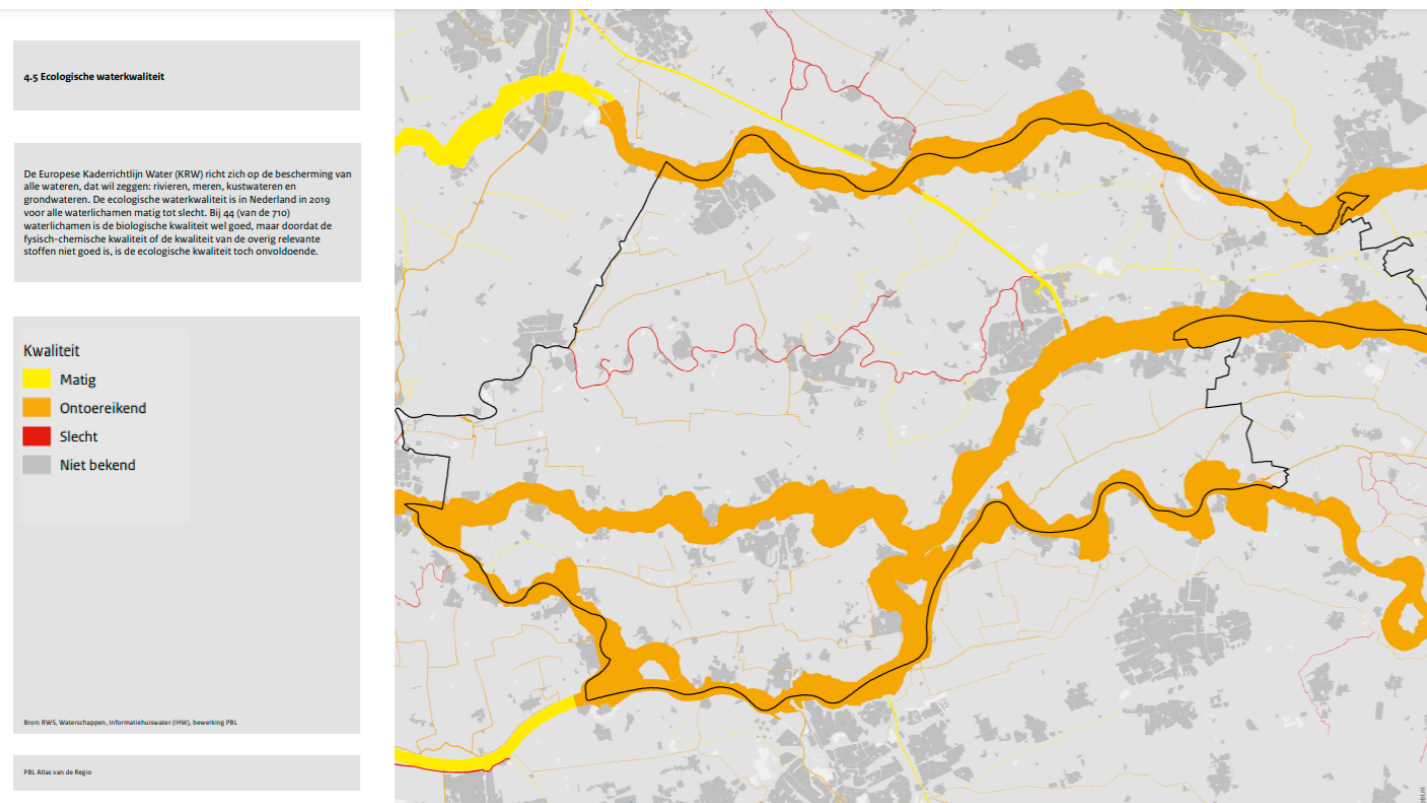 4.5 Ecologische waterkwaliteit
De Europese Kaderrichtlijn Water (KRW) richt zich op de bescherming van
alle wateren, dat wil zeggen: rivieren, meren, kustwateren en
grondwateren. De ecologische waterkwaliteit is in Nederland in 2019
voor alle waterlichamen matig tot slecht. Bij 44 (van de 710)
waterlichamen is de biologische kwaliteit wel goed, maar doordat de
fysisch-chemische kwaliteit of de kwaliteit van de overig relevante
stoffen niet goed is, is de ecologische kwaliteit toch onvoldoende.
Kwaliteit
Matig
Ontoereikend
Slecht
Niet bekend
Bron: RWS, Waterschappen, Informatiehuiswater (IHW), bewerking PBL
PBL Atlas van de Regio